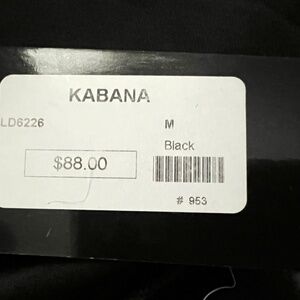 KABANA
LD6226 M
Black
$88.00
# 953